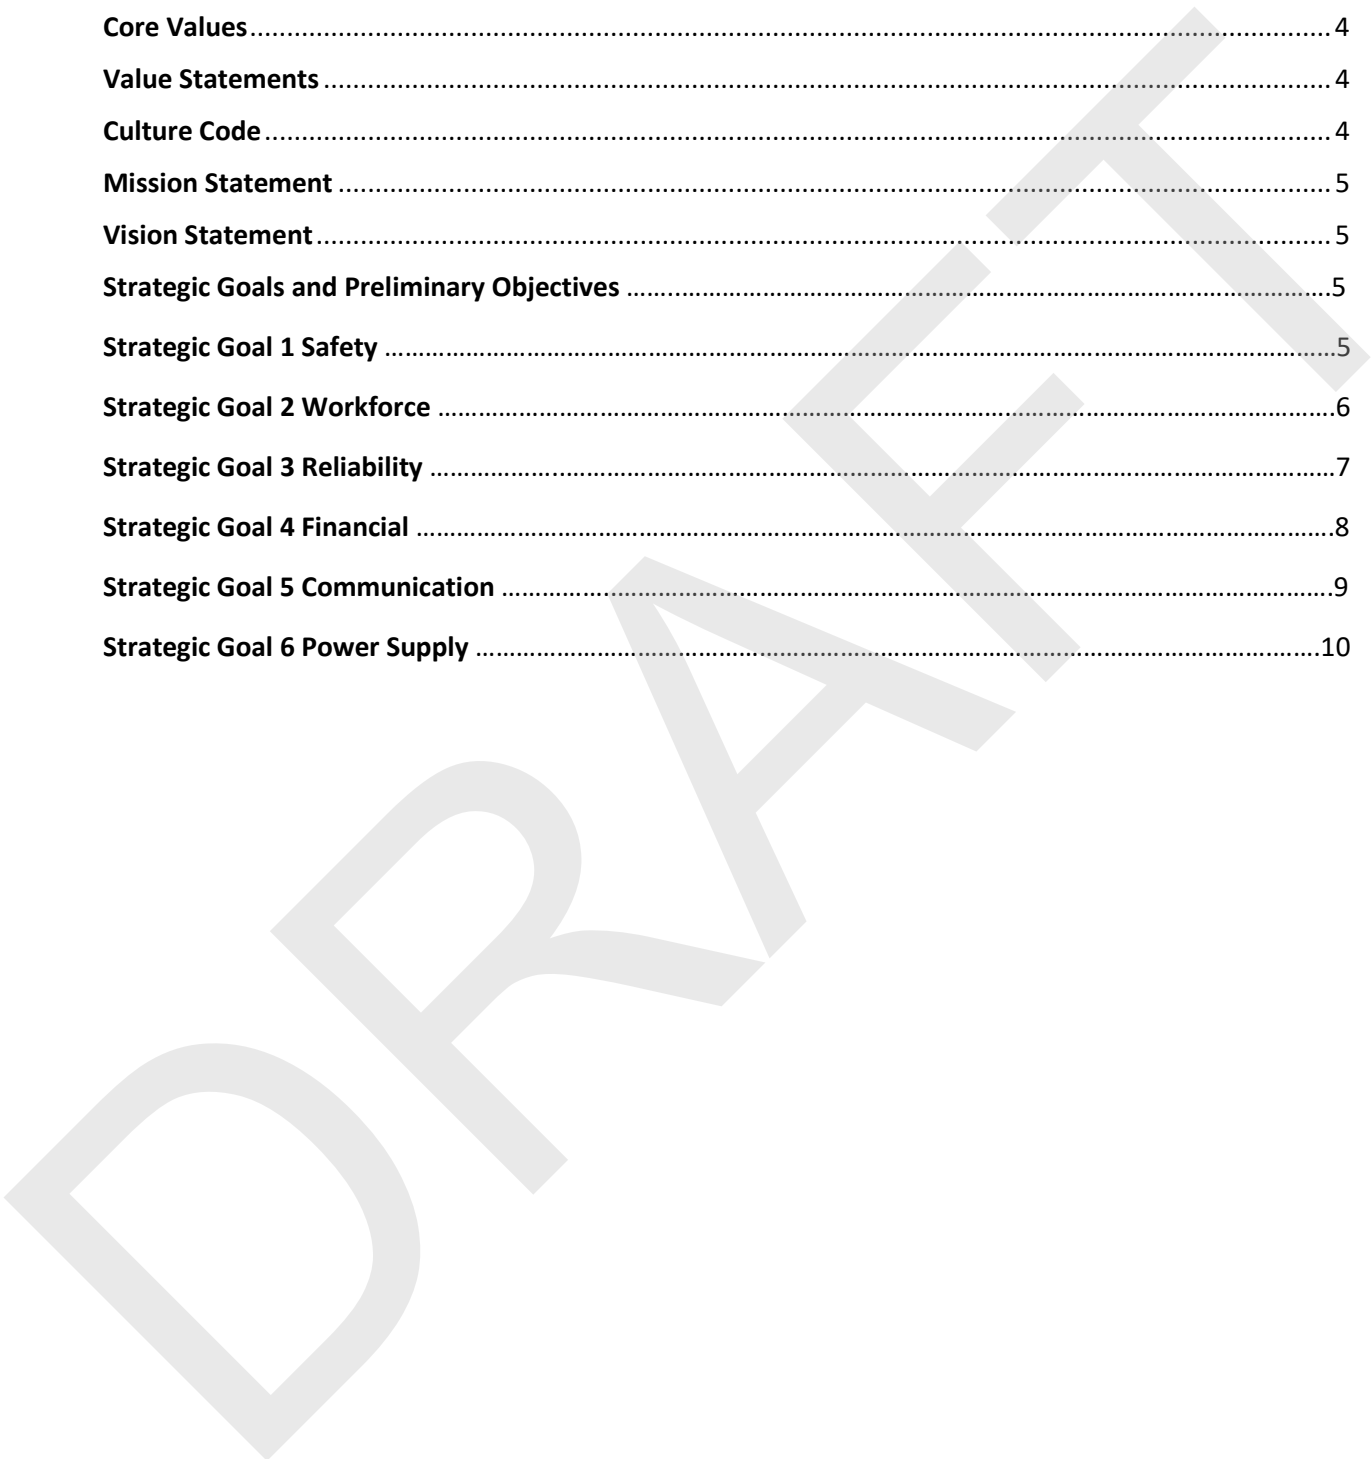 Core Values.....4
Value Statements.....4
Culture Code.....4
Mission Statement.....5
Vision Statement.....5
Strategic Goals and Preliminary Objectives.....5
Strategic Goal 1 Safety.....5
Strategic Goal 2 Workforce.....6
Strategic Goal 3 Reliability.....7
Strategic Goal 4 Financial.....8
Strategic Goal 5 Communication.....9
Strategic Goal 6 Power Supply.....10
DRAFT